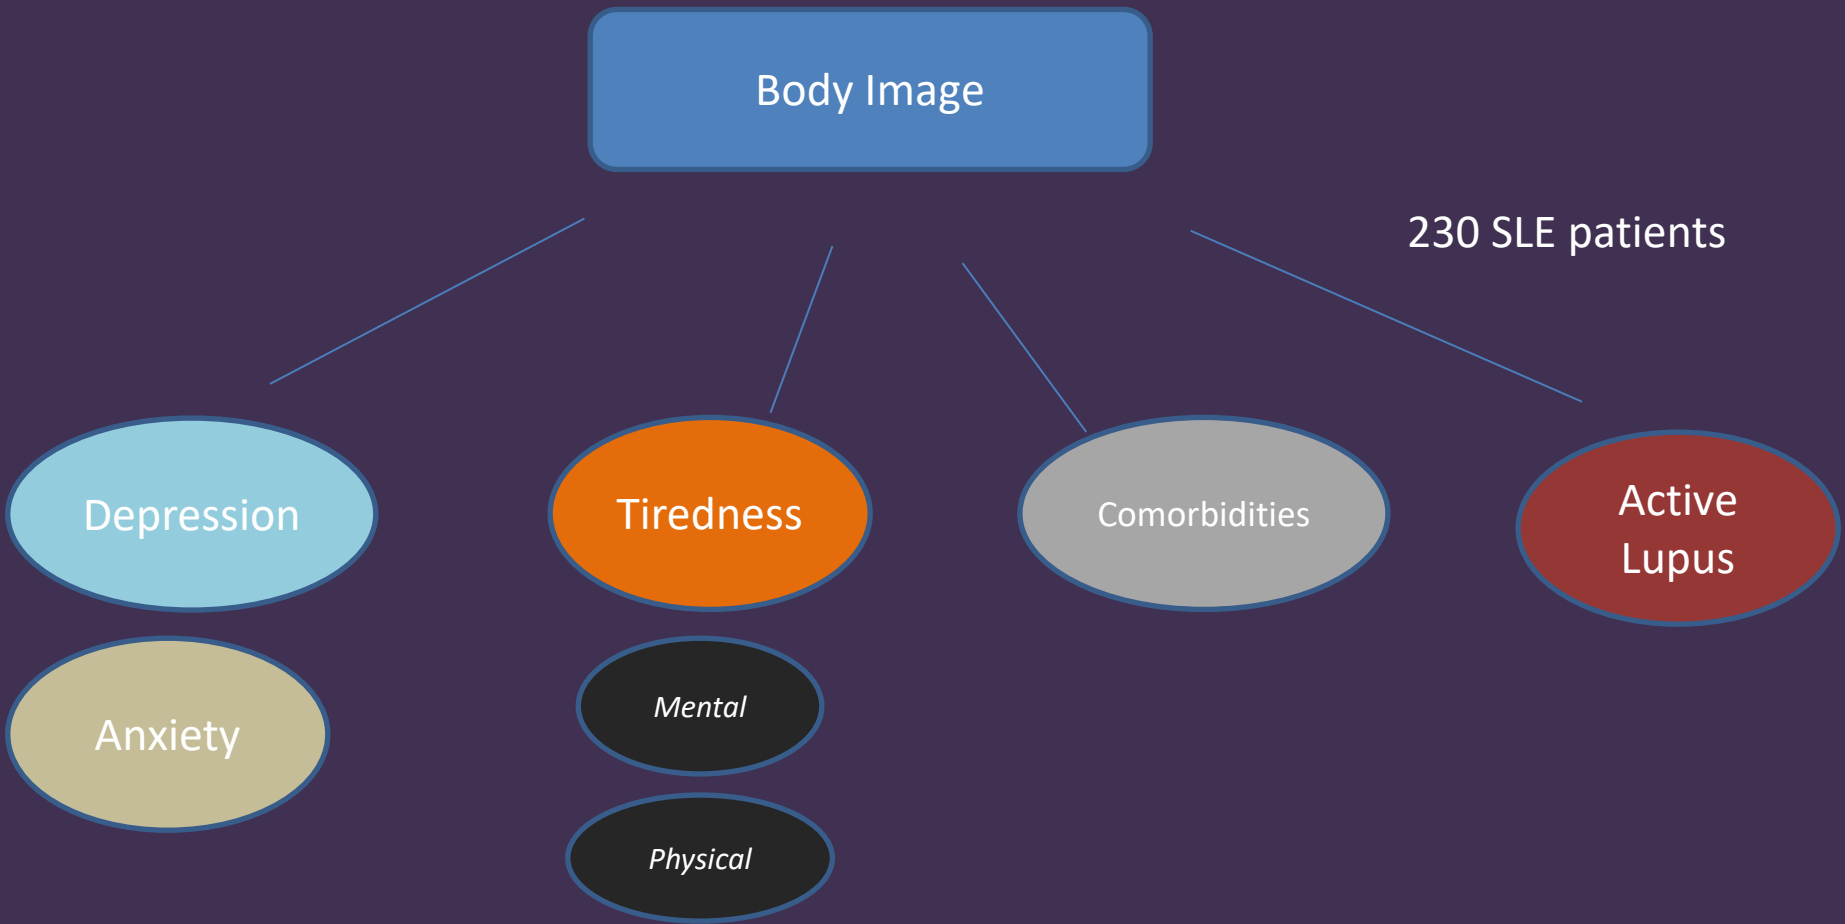 Body Image
230 SLE patients
Depression
Tiredness
Comorbidities
Active
Lupus
Anxiety
Mental
Physical